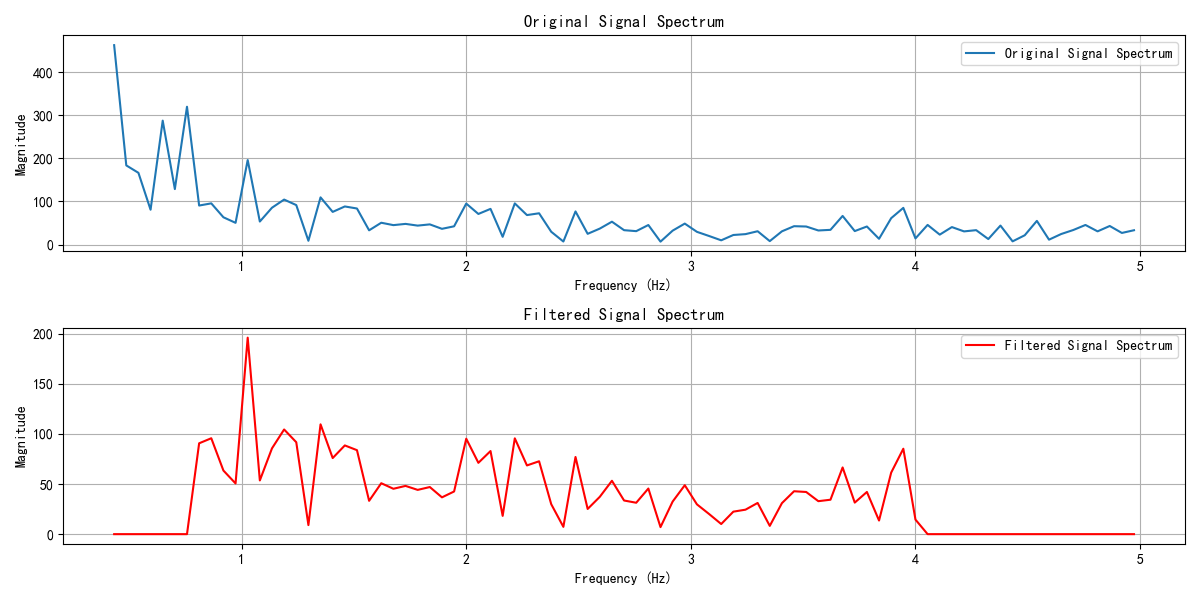 Original Signal Spectrum
Original Signal Spectrum
Magnitude
400
300
200
100
0
1 2 3 4 5
Frequency (Hz)
Filtered Signal Spectrum
Filtered Signal Spectrum
Magnitude
200
150
100
50
0
1 2 3 4 5
Frequency (Hz)